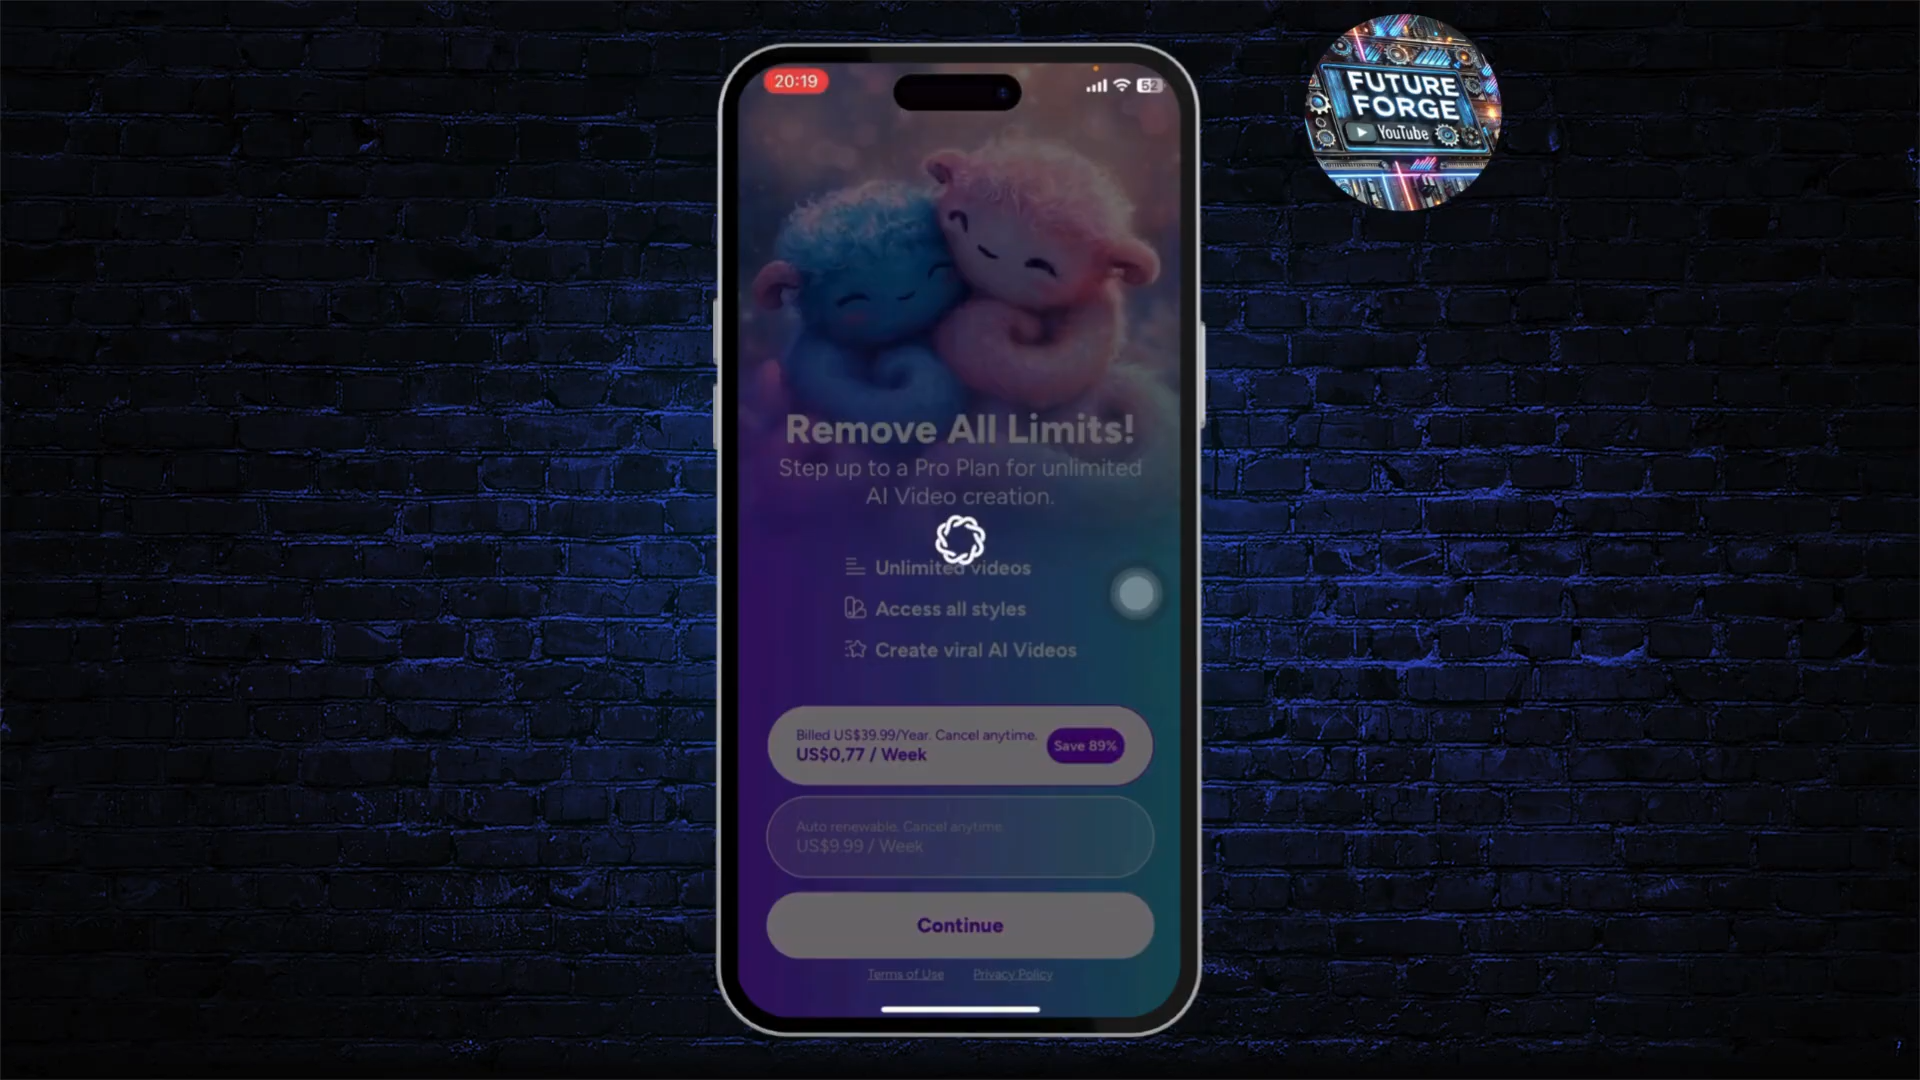 FUTURE
FORGE
YouTube
20:19
52
Remove All Limits!
Step up to a Pro Plan for unlimited
AI Video creation.
Unlimited videos
Access all styles
Create viral AI Videos
Billed US$39.99/Year. Cancel anytime.
US$0,77 / Week
Save 89%
Auto renewable. Cancel anytime.
US$9.99 / Week
Continue
Terms of Use
Privacy Policy